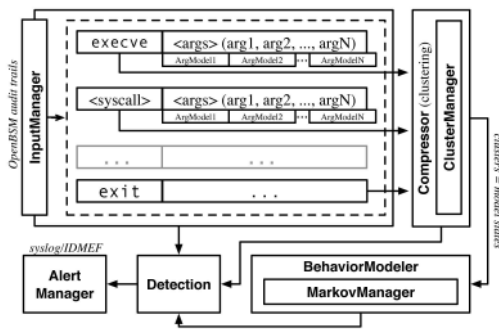 OpenBSM audit trails
InputManager
execve <args> (arg1, arg2, ..., argN)
ArgModel1 ArgModel2 ... ArgModelN
<syscall> <args> (arg1, arg2, ..., argN)
ArgModel1 ArgModel2 ... ArgModelN
... ...
exit ...
Compressor (clustering)
ClusterManager
clusters = model states
syslog/IDMEF
Alert
Manager
Detection
BehaviorModeler
MarkovManager